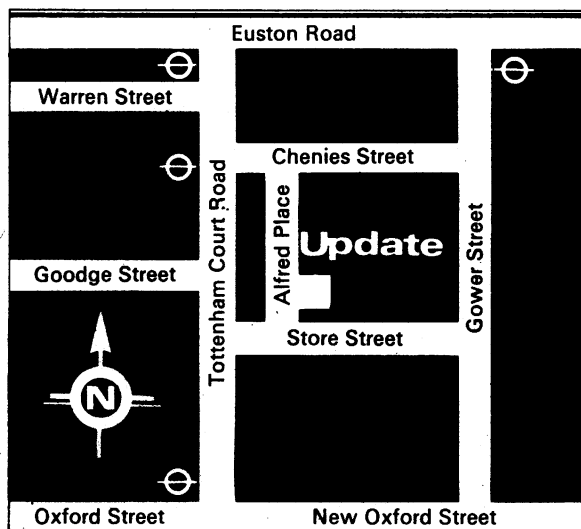 Euston Road
Warren Street
Chenies Street
Tottenham Court Road
Alfred Place
Update
Gower Street
Goodge Street
Store Street
N
Oxford Street
New Oxford Street